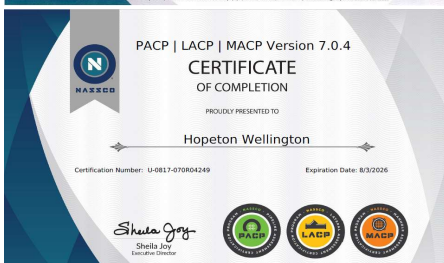 PACP | LACP | MACP Version 7.0.4
NASSCO
CERTIFICATE
OF COMPLETION
PROUDLY PRESENTED TO
Hopeton Wellington
Certification Number: U-0817-070R04249
Expiration Date: 8/3/2026
Sheila Joy
Sheila Joy
Executive Director
PACP
LACP
MACP